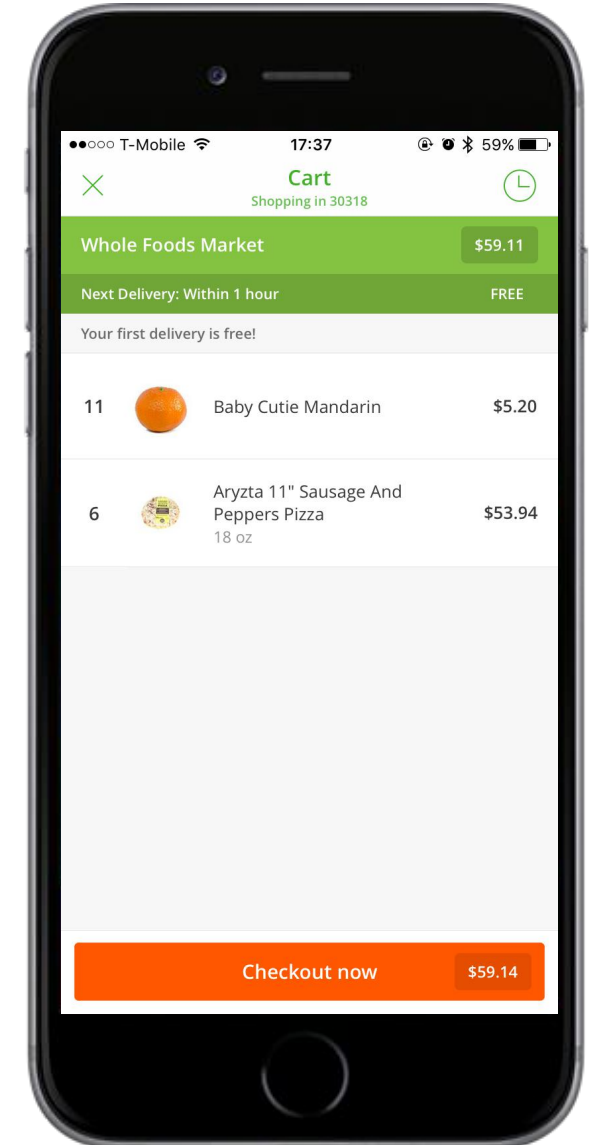 T-Mobile 17:37 59%
Cart
Shopping in 30318
Whole Foods Market $59.11
Next Delivery: Within 1 hour FREE
Your first delivery is free!
11 Baby Cutie Mandarin $5.20
Aryzta 11" Sausage And
6 Peppers Pizza $53.94
18 oz
Checkout now $59.14